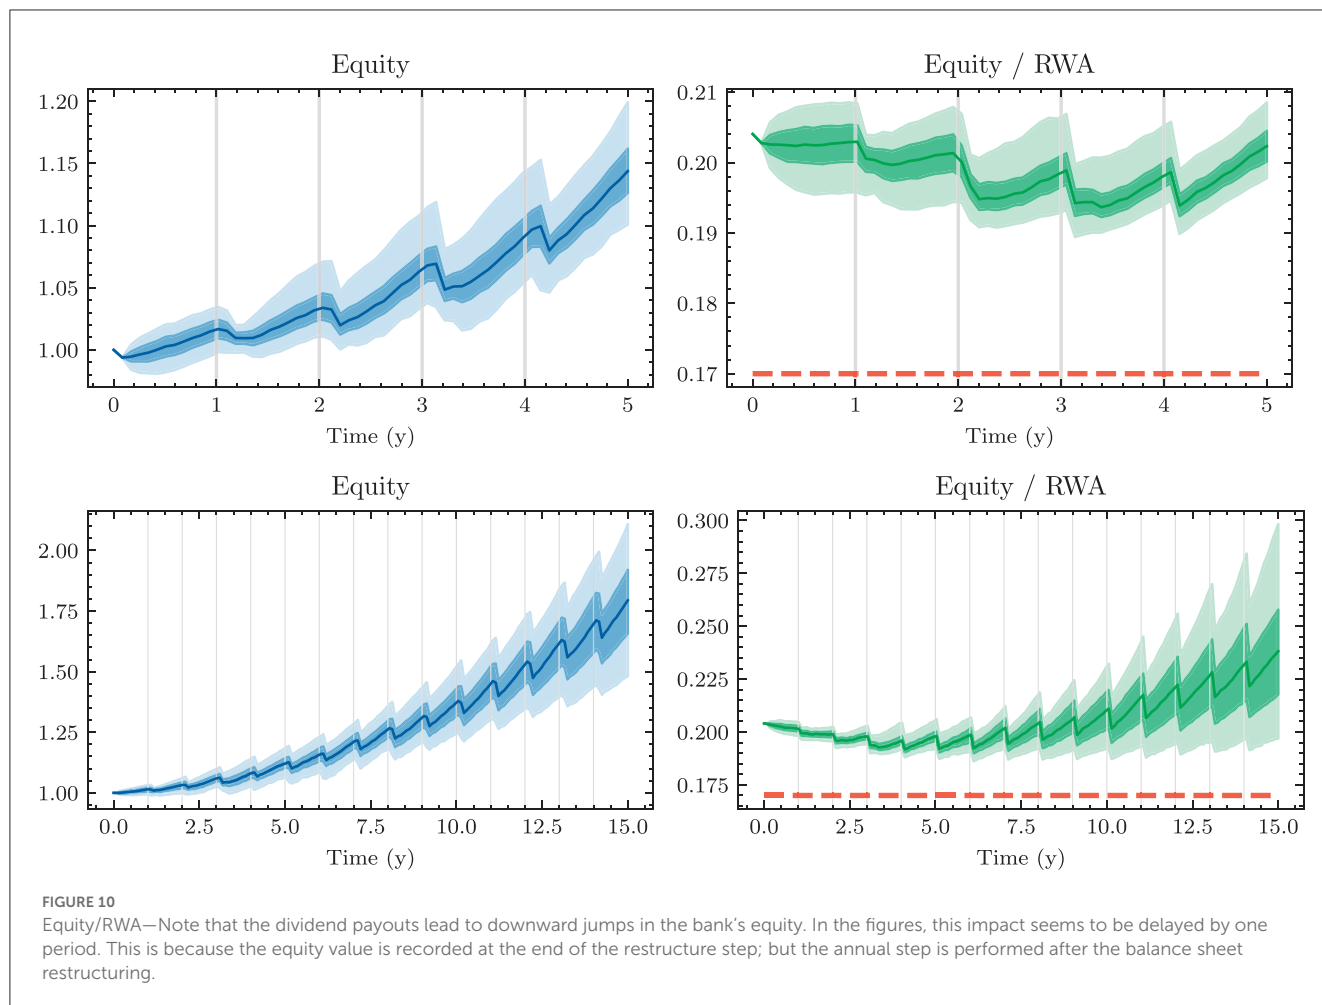 Equity
1.20
1.15
1.10
1.05
1.00
0 1 2 3 4 5
Time (y)
Equity / RWA
0.21
0.20
0.19
0.18
0.17
0 1 2 3 4 5
Time (y)
Equity
2.00
1.75
1.50
1.25
1.00
0.0 2.5 5.0 7.5 10.0 12.5 15.0
Time (y)
Equity / RWA
0.300
0.275
0.250
0.225
0.200
0.175
0.0 2.5 5.0 7.5 10.0 12.5 15.0
Time (y)
FIGURE 10
Equity/RWA—Note that the dividend payouts lead to downward jumps in the bank's equity. In the figures, this impact seems to be delayed by one
period. This is because the equity value is recorded at the end of the restructure step; but the annual step is performed after the balance sheet
restructuring.